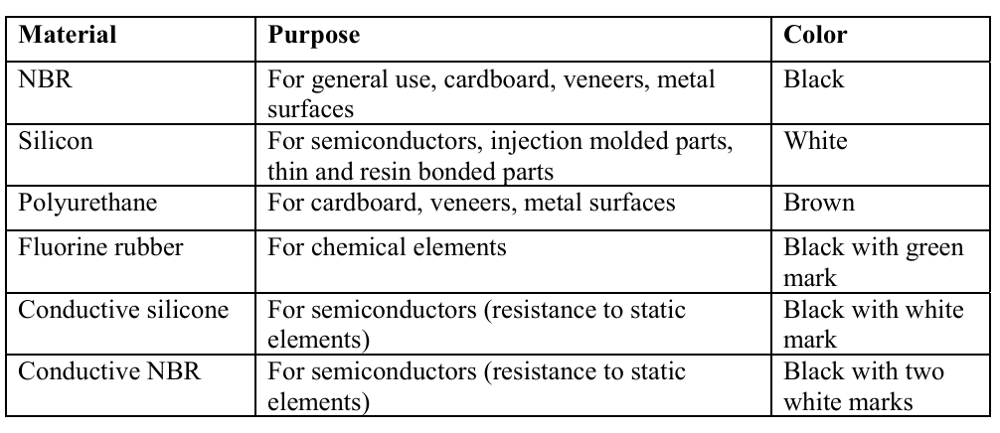 Material Purpose Color
NBR For general use, cardboard, veneers, metal Black
surfaces
Silicon For semiconductors, injection molded parts, White
thin and resin bonded parts
Polyurethane For cardboard, veneers, metal surfaces Brown
Fluorine rubber For chemical elements Black with green
mark
Conductive silicone For semiconductors (resistance to static Black with white
elements) mark
Conductive NBR For semiconductors (resistance to static Black with two
elements) white marks